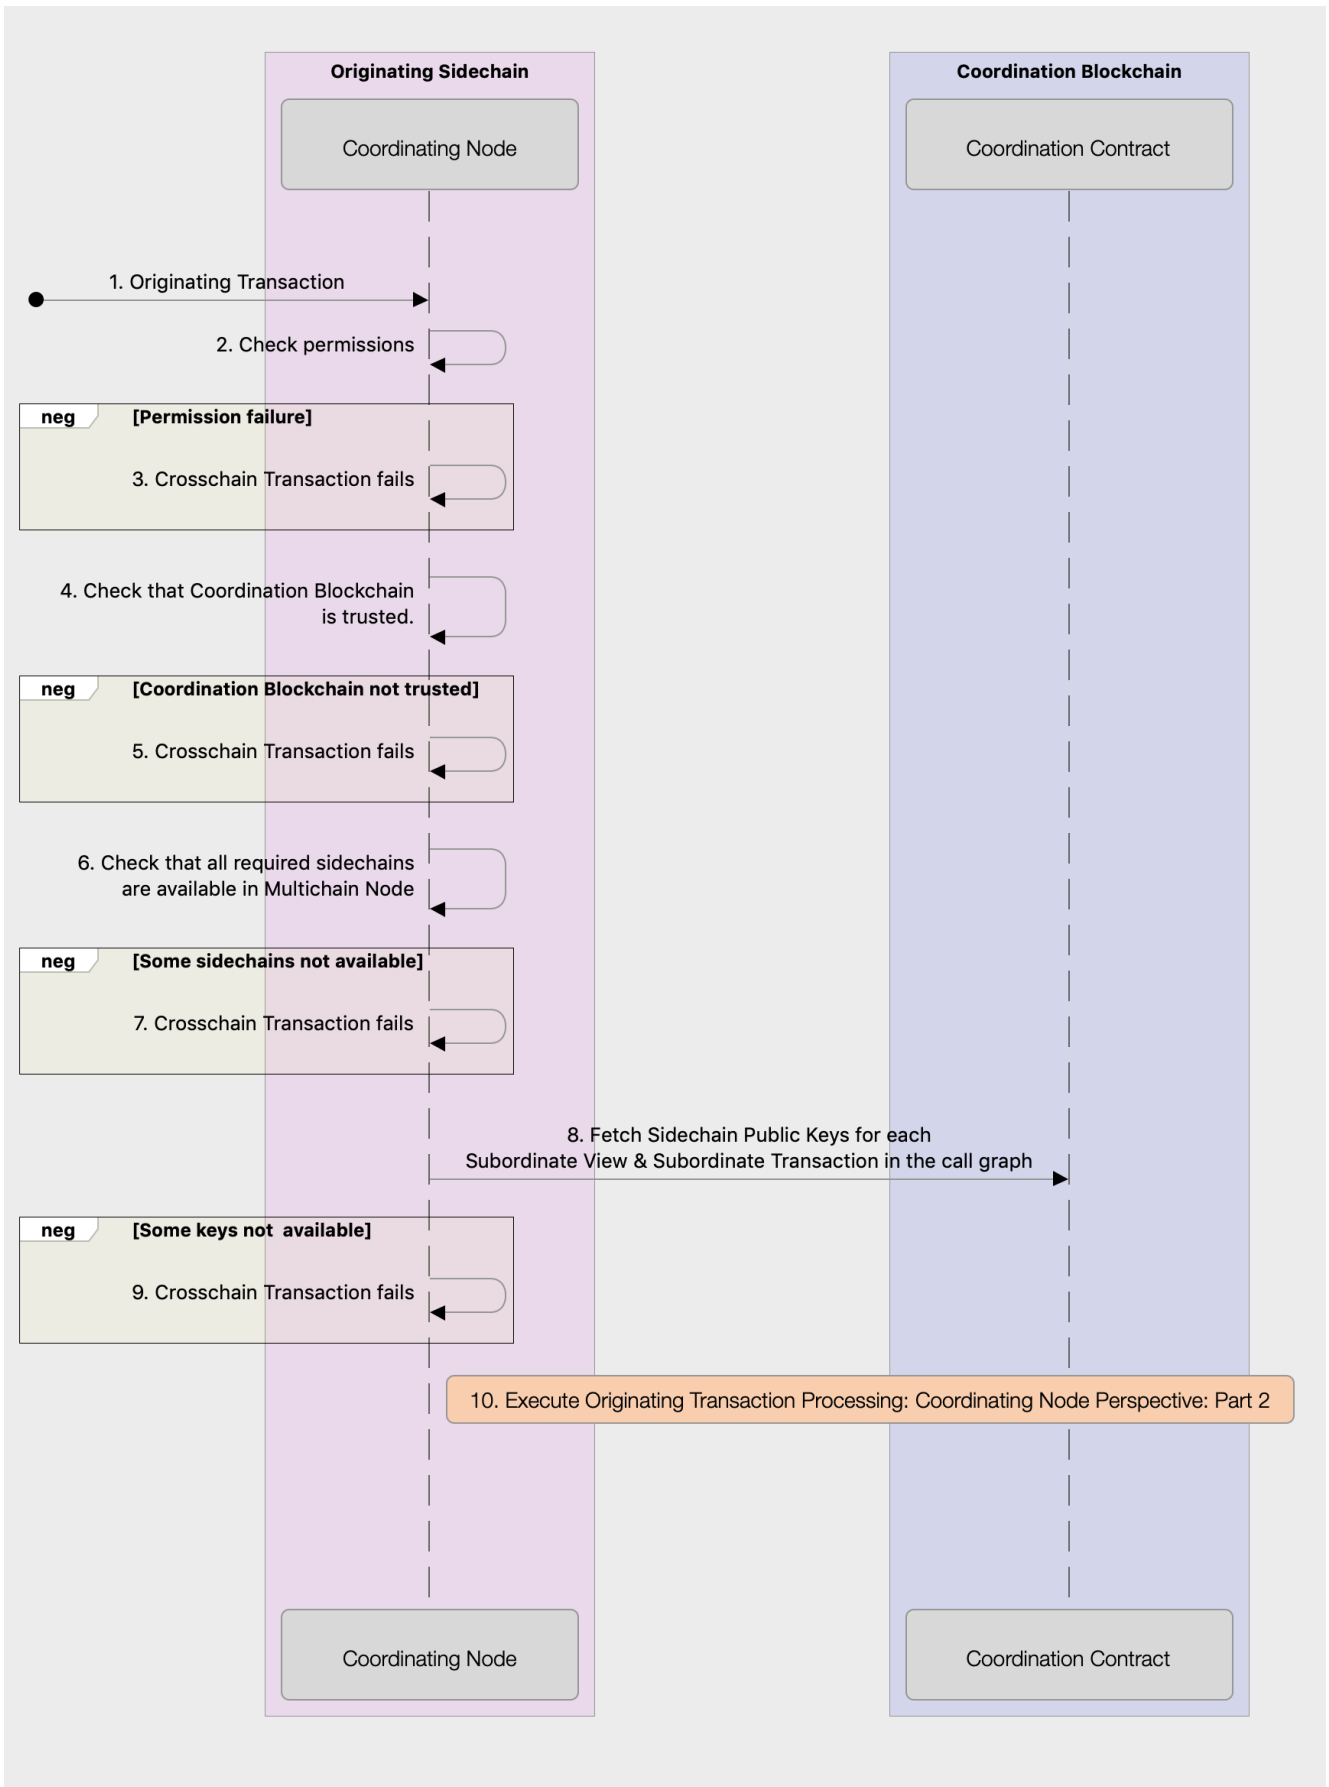 Originating Sidechain
Coordination Blockchain
Coordinating Node
Coordination Contract
1. Originating Transaction
2. Check permissions
neg
[Permission failure]
3. Crosschain Transaction fails
4. Check that Coordination Blockchain
is trusted.
neg
[Coordination Blockchain not trusted]
5. Crosschain Transaction fails
6. Check that all required sidechains
are available in Multichain Node
neg
[Some sidechains not available]
7. Crosschain Transaction fails
8. Fetch Sidechain Public Keys for each
Subordinate View & Subordinate Transaction in the call graph
neg
[Some keys not  available]
9. Crosschain Transaction fails
10. Execute Originating Transaction Processing: Coordinating Node Perspective: Part 2
Coordinating Node
Coordination Contract